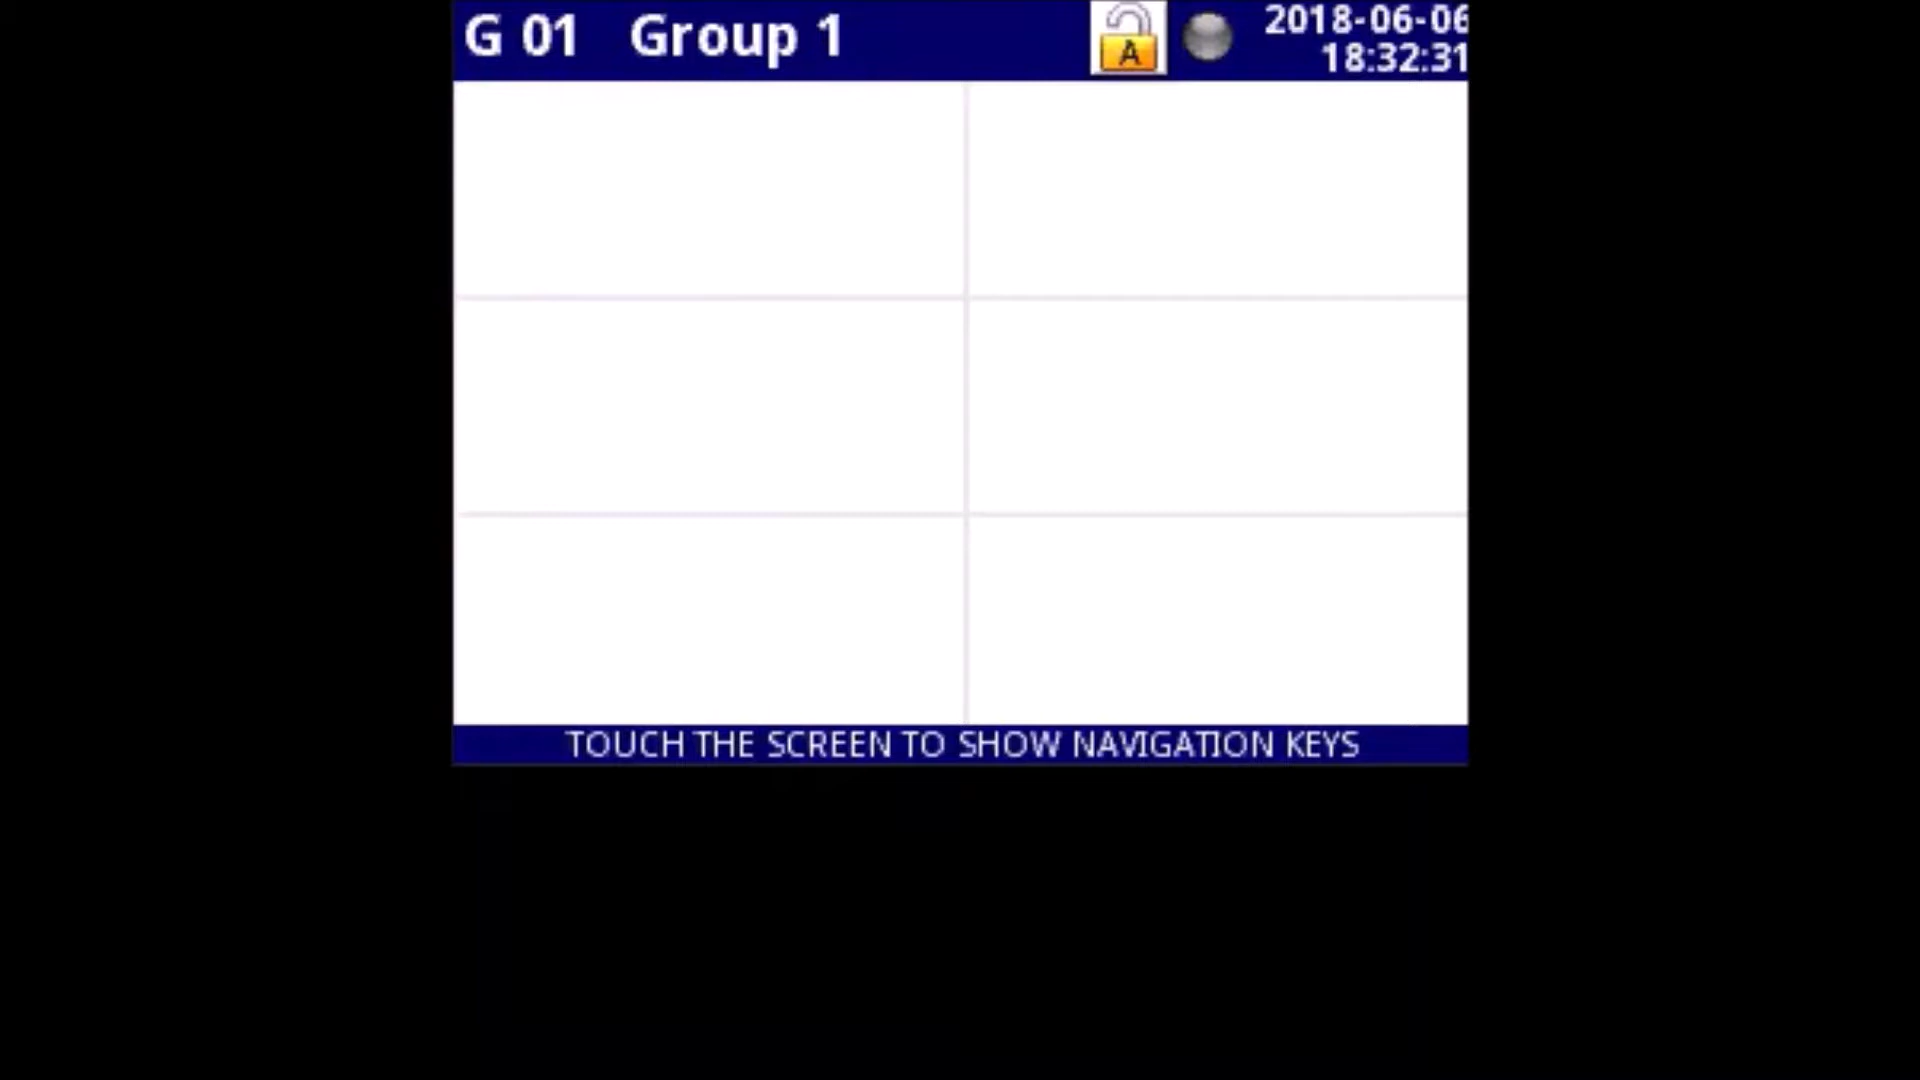 G 01 Group 1
A
2018-06-06
18:32:31
TOUCH THE SCREEN TO SHOW NAVIGATION KEYS